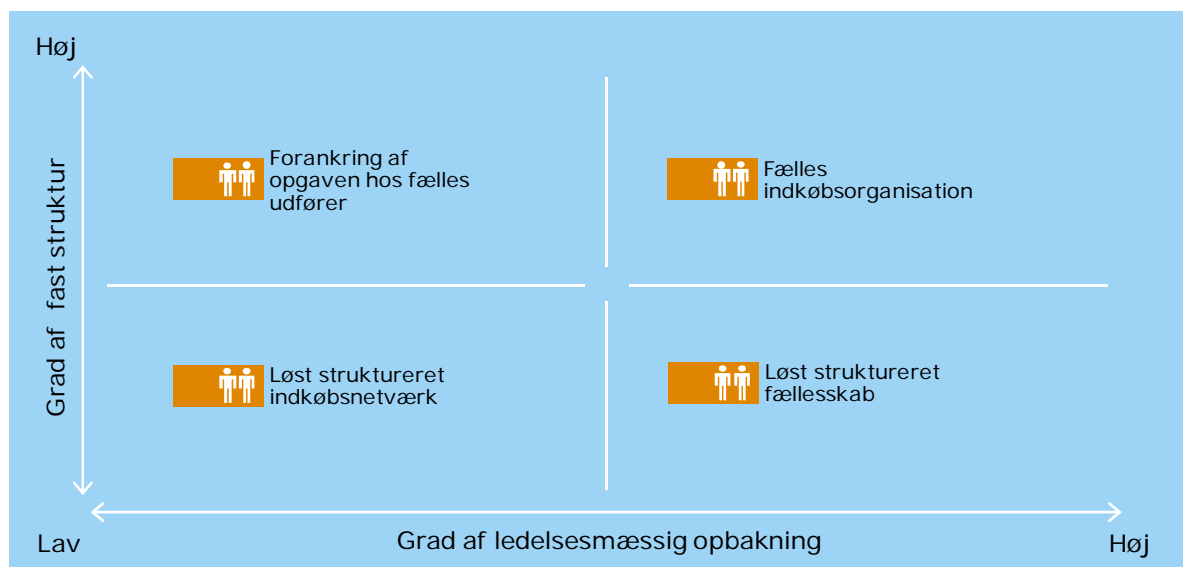 Høj
Grad af fast struktur
Forankring af
opgaven hos fælles
udfører
Fælles
indkøbsorganisation
Løst struktureret
indkøbsnetværk
Løst struktureret
fællesskab
Lav
Grad af ledelsesmæssig opbakning
Høj